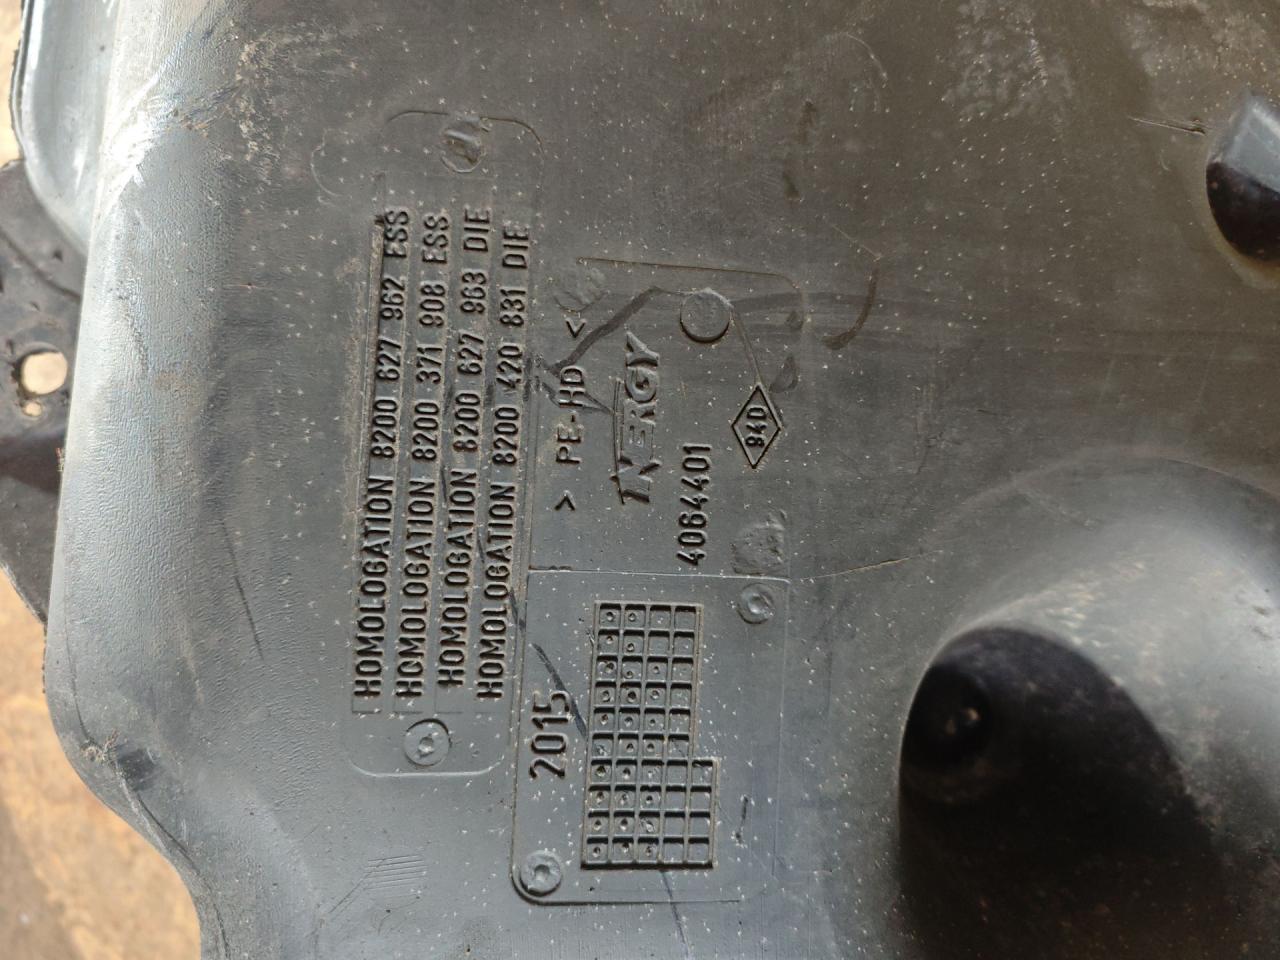 HOMOLOGATION 8200 627 962 ESS
HOMOLOGATION 8200 371 908 ESS
HOMOLOGATION 8200 627 963 DIE
HOMOLOGATION 8200 420 831 DIE
> PE-HD <
INERGY
4064401
94D
2015